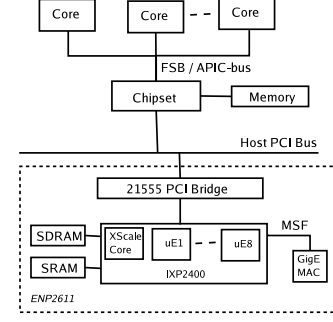 Core
Core
Core
FSB / APIC-bus
Chipset
Memory
Host PCI Bus
21555 PCI Bridge
MSF
SDRAM
XScale
Core
uE1
uE8
SRAM
IXP2400
GigE
MAC
ENP2611